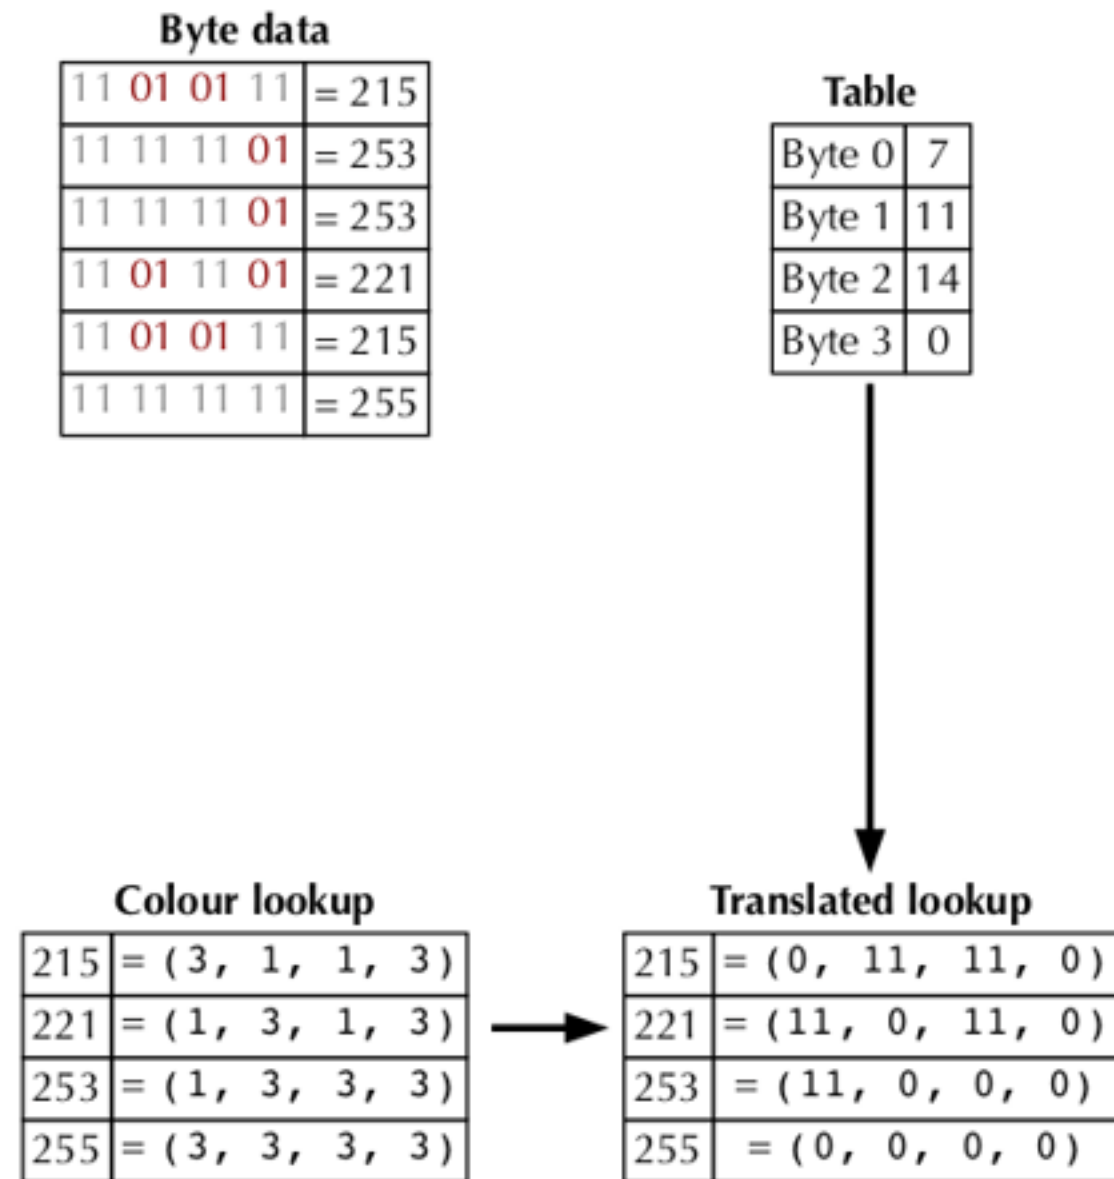 Byte data
11 01 01 11 = 215
11 11 11 01 = 253
11 11 11 01 = 253
11 01 11 01 = 221
11 01 01 11 = 215
11 11 11 11 = 255
Table
Byte 0 7
Byte 1 11
Byte 2 14
Byte 3 0
Colour lookup
215 = (3, 1, 1, 3)
221 = (1, 3, 1, 3)
253 = (1, 3, 3, 3)
255 = (3, 3, 3, 3)
Translated lookup
215 = (0, 11, 11, 0)
221 = (11, 0, 11, 0)
253 = (11, 0, 0, 0)
255 = (0, 0, 0, 0)